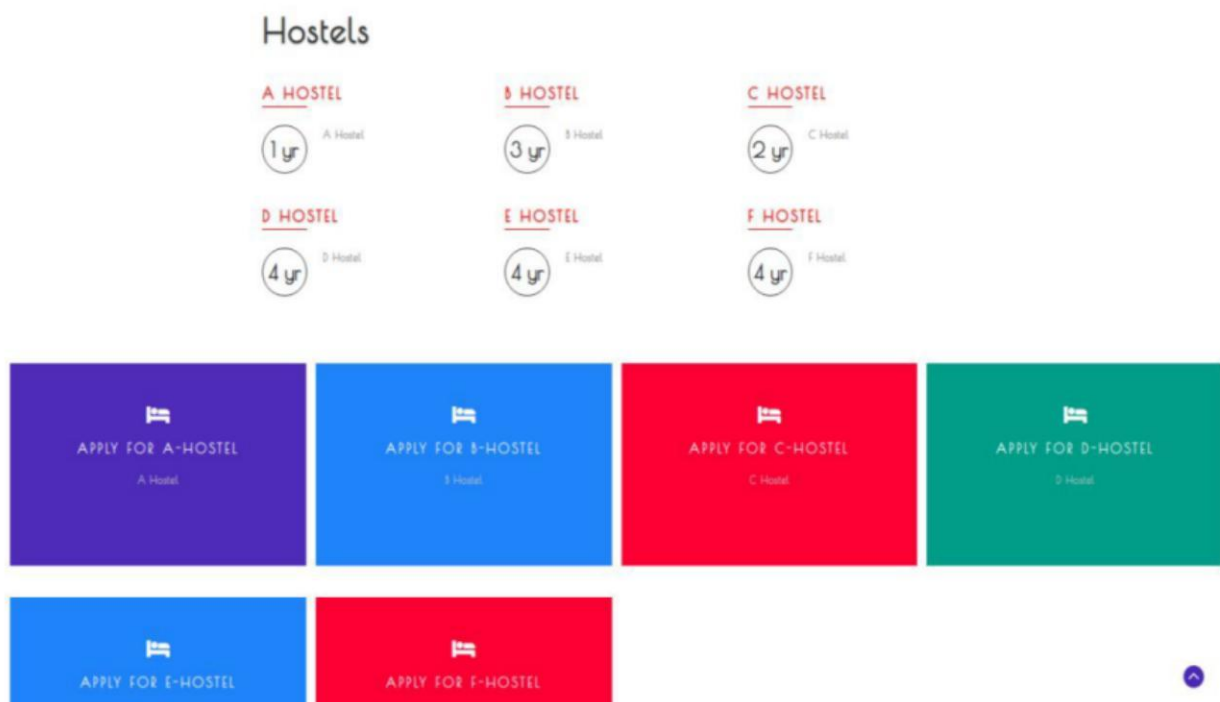 Hostels
A HOSTEL
1 yr
A Hostel
B HOSTEL
3 yr
B Hostel
C HOSTEL
2 yr
C Hostel
D HOSTEL
4 yr
D Hostel
E HOSTEL
4 yr
E Hostel
F HOSTEL
4 yr
F Hostel
APPLY FOR A-HOSTEL
A Hostel
APPLY FOR B-HOSTEL
B Hostel
APPLY FOR C-HOSTEL
C Hostel
APPLY FOR D-HOSTEL
D Hostel
APPLY FOR E-HOSTEL
APPLY FOR F-HOSTEL